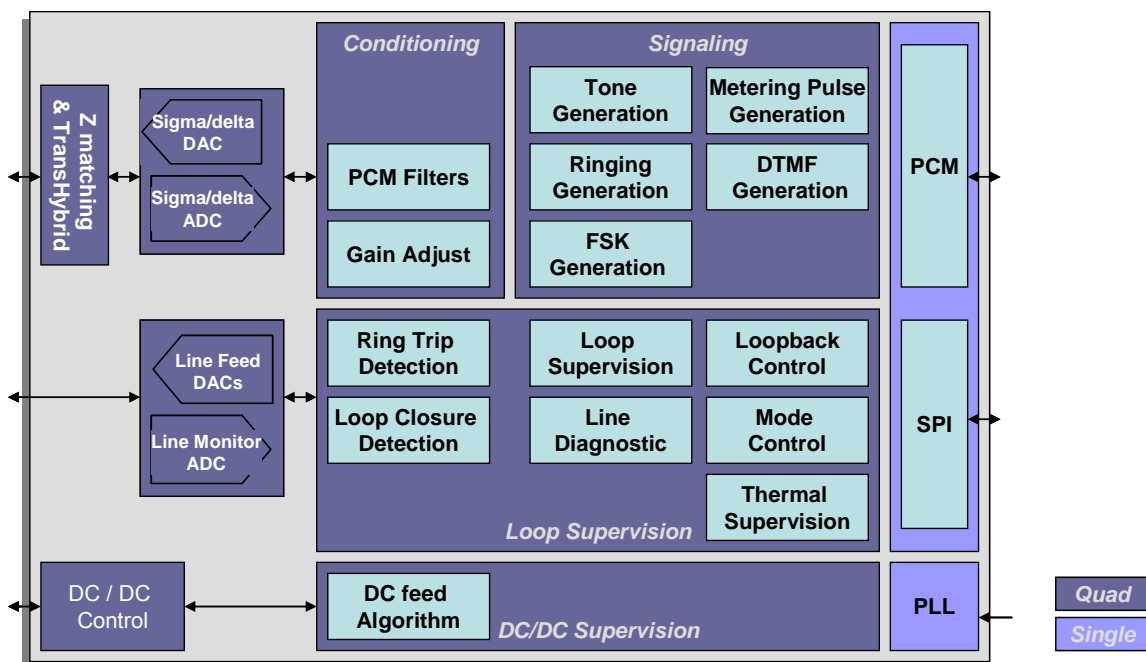 Conditioning
Signaling
Tone
Generation
Metering Pulse
Generation
Z matching
& TransHybrid
Sigma/delta
DAC
Sigma/delta
ADC
PCM Filters
Gain Adjust
Ringing
Generation
DTMF
Generation
FSK
Generation
PCM
Line Feed
DACs
Line Monitor
ADC
Ring Trip
Detection
Loop
Supervision
Loopback
Control
Loop Closure
Detection
Line
Diagnostic
Mode
Control
Thermal
Supervision
Loop Supervision
SPI
DC / DC
Control
DC feed
Algorithm
DC/DC Supervision
PLL
Quad
Single